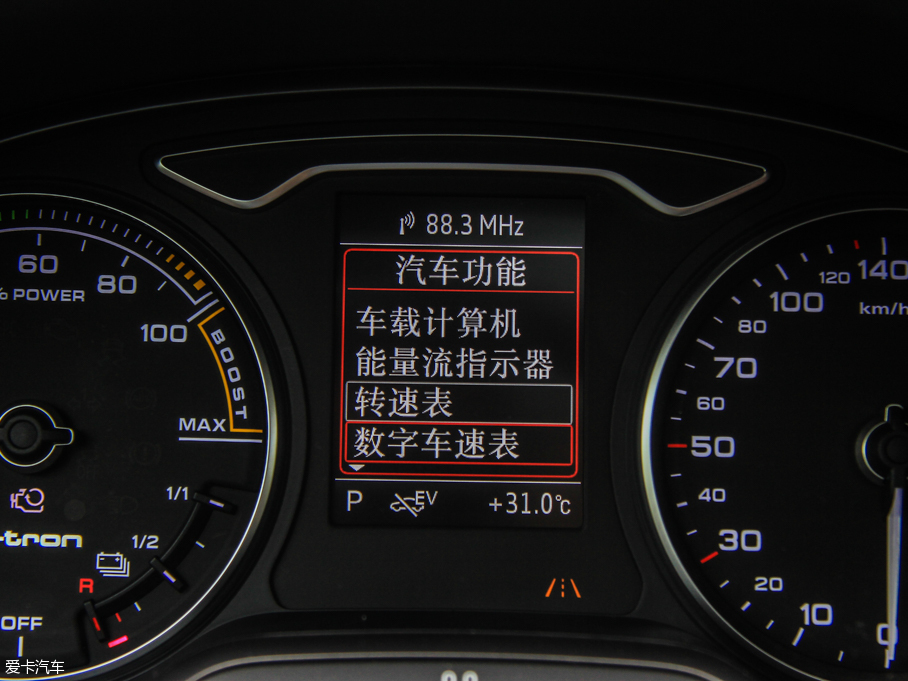 88.3 MHz
汽车功能
车载计算机
能量流指示器
转速表
数字车速表
P EV +31.0℃
60
80
% POWER
100
BOOST
MAX
1/1
1/2
-tron
R
OFF
140
120
100
km/h
80
70
60
50
40
30
20
10
0
爱卡汽车